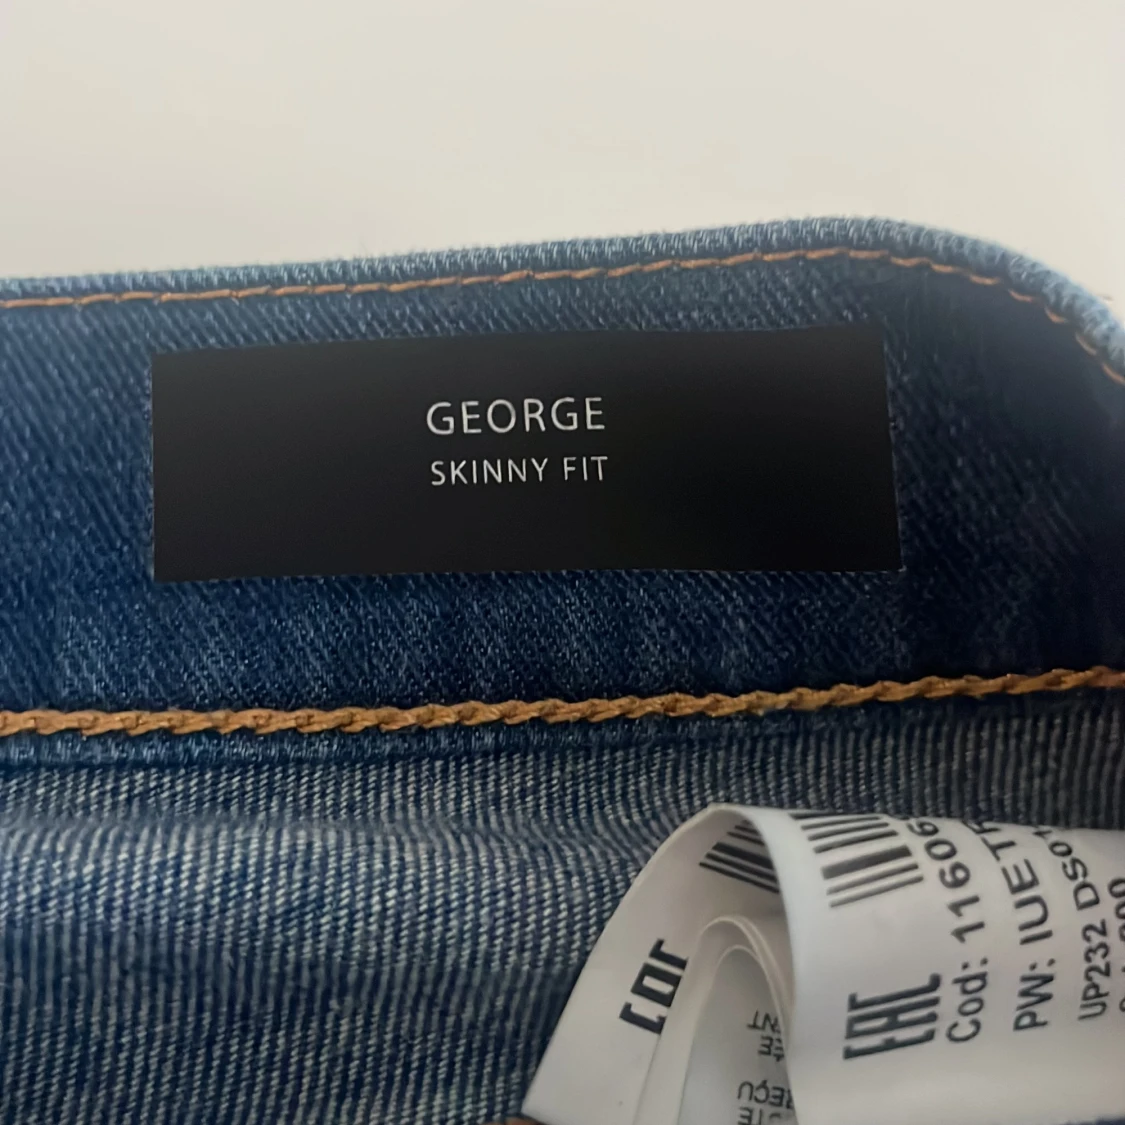 GEORGE
SKINNY FIT
EAC
Cod: 11606
PW: IUET
UP232 DS0